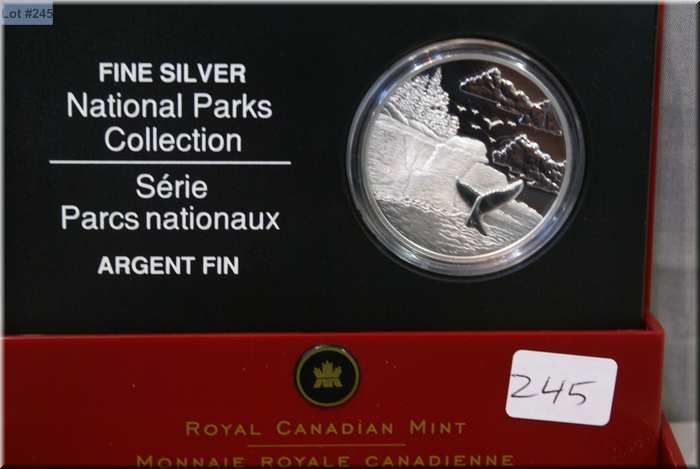 Lot #245
FINE SILVER
National Parks
Collection
Série
Parcs nationaux
ARGENT FIN
245
ROYAL CANADIAN MINT
MONNAIE ROYALE CANADIENNE